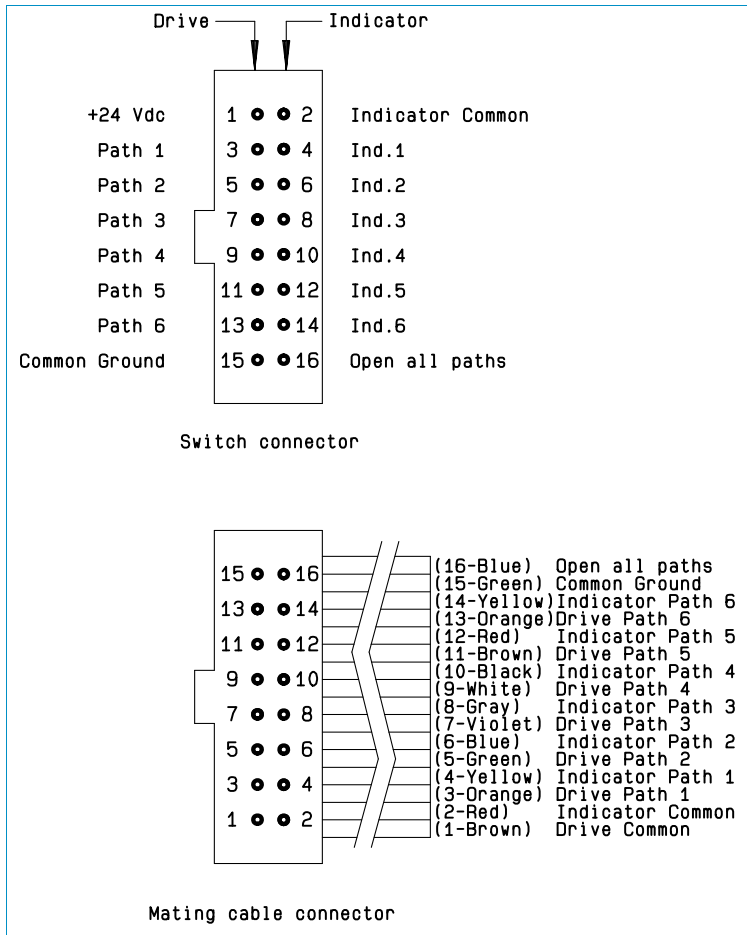 Drive Indicator
+24 Vdc 1 2 Indicator Common
Path 1 3 4 Ind.1
Path 2 5 6 Ind.2
Path 3 7 8 Ind.3
Path 4 9 10 Ind.4
Path 5 11 12 Ind.5
Path 6 13 14 Ind.6
Common Ground 15 16 Open all paths
Switch connector
15 16
13 14
11 12
9 10
7 8
5 6
3 4
1 2
(16-Blue) Open all paths
(15-Green) Common Ground
(14-Yellow) Indicator Path 6
(13-Orange) Drive Path 6
(12-Red) Indicator Path 5
(11-Brown) Drive Path 5
(10-Black) Indicator Path 4
(9-White) Drive Path 4
(8-Gray) Indicator Path 3
(7-Violet) Drive Path 3
(6-Blue) Indicator Path 2
(5-Green) Drive Path 2
(4-Yellow) Indicator Path 1
(3-Orange) Drive Path 1
(2-Red) Indicator Common
(1-Brown) Drive Common
Mating cable connector